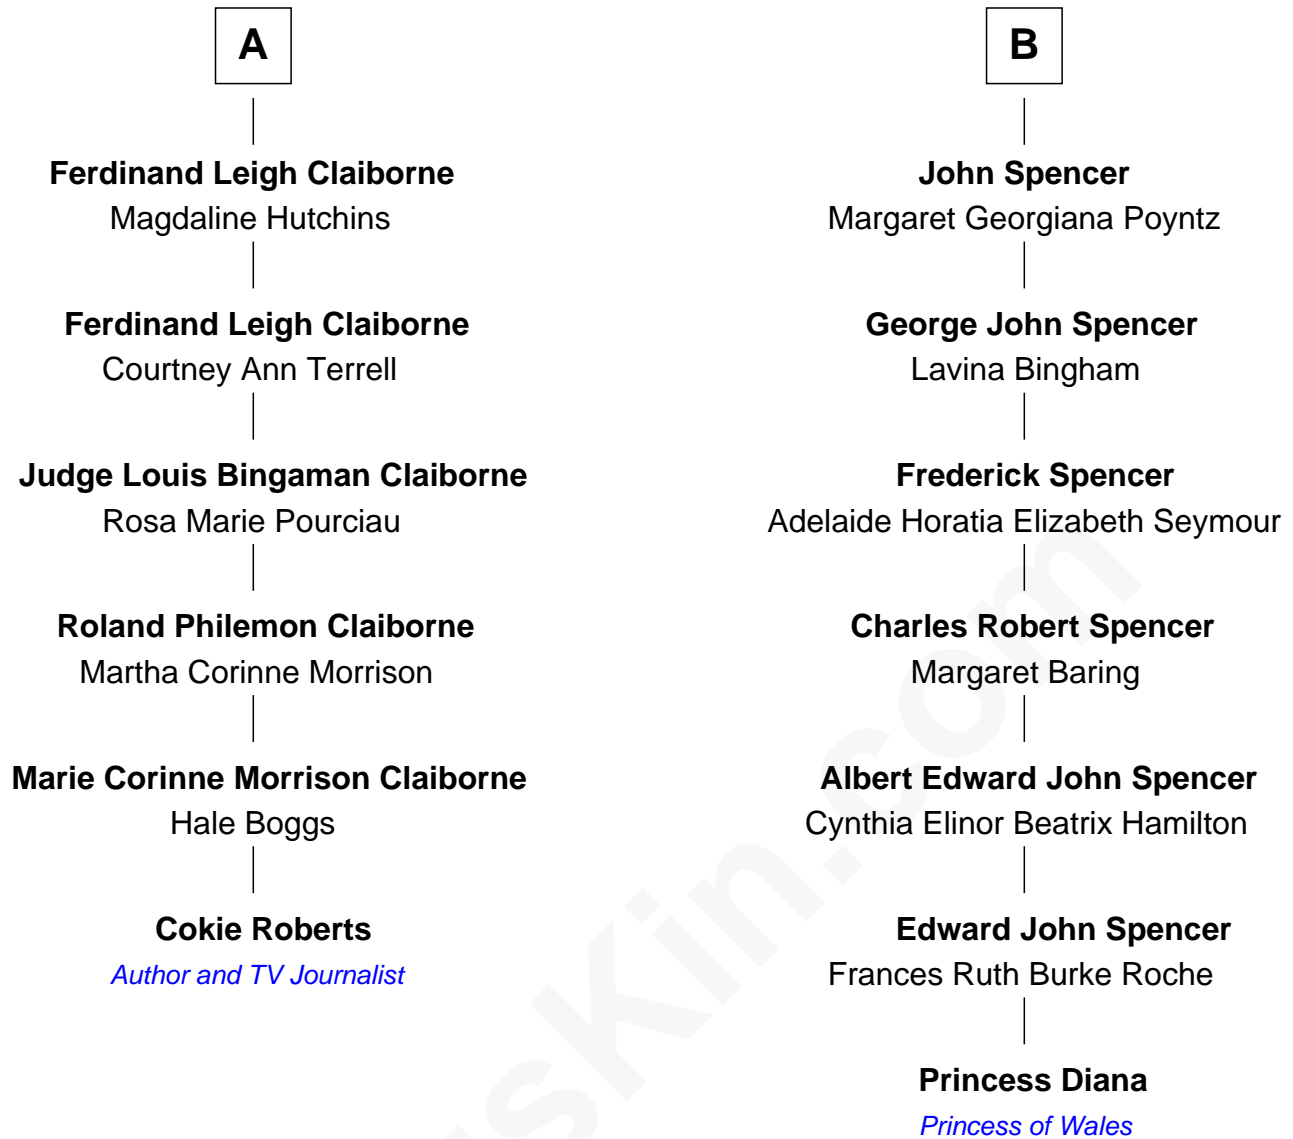 A
Ferdinand Leigh Claiborne
Magdaline Hutchins
Ferdinand Leigh Claiborne
Courtney Ann Terrell
Judge Louis Bingaman Claiborne
Rosa Marie Pourciau
Roland Philemon Claiborne
Martha Corinne Morrison
Marie Corinne Morrison Claiborne
Hale Boggs
Cokie Roberts
Author and TV Journalist
B
John Spencer
Margaret Georgiana Poyntz
George John Spencer
Lavina Bingham
Frederick Spencer
Adelaide Horatia Elizabeth Seymour
Charles Robert Spencer
Margaret Baring
Albert Edward John Spencer
Cynthia Elinor Beatrix Hamilton
Edward John Spencer
Frances Ruth Burke Roche
Princess Diana
Princess of Wales